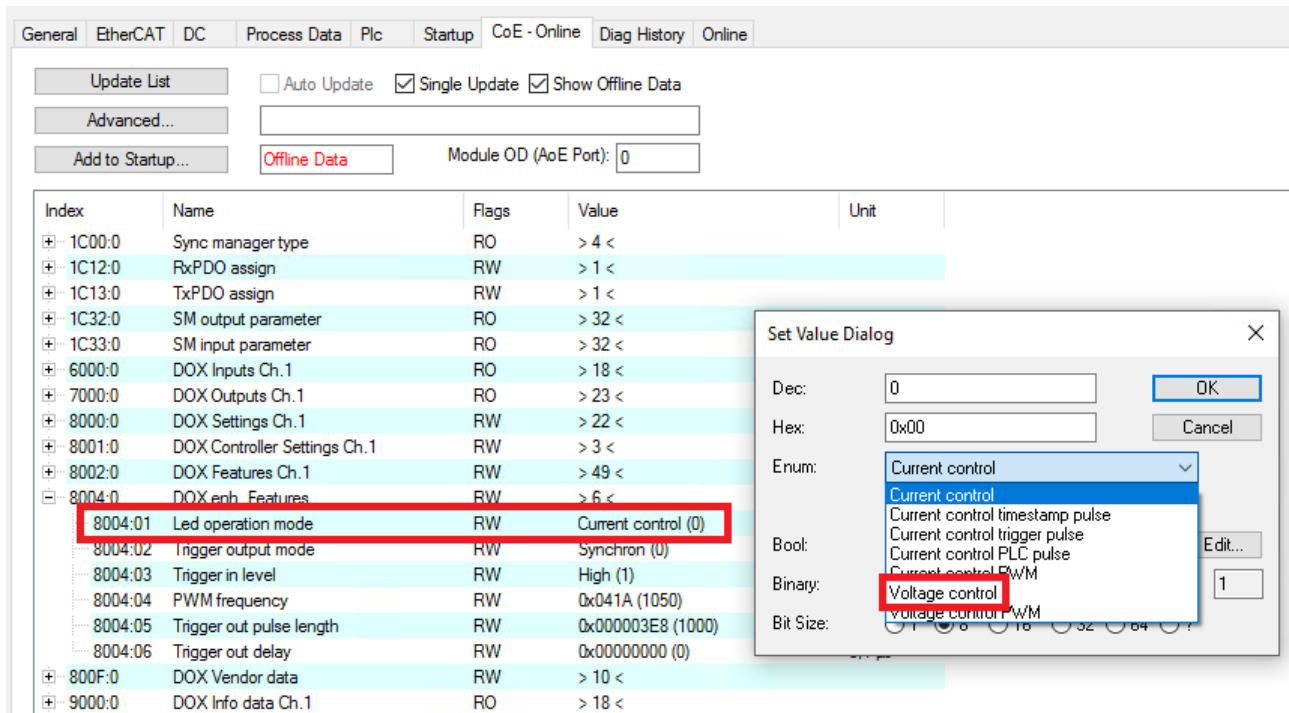 General EtherCAT DC Process Data Plc Startup CoE - Online Diag History Online
Update List Auto Update Single Update Show Offline Data
Advanced...
Add to Startup... Offline Data Module OD (AoE Port): 0
Index Name Flags Value Unit
1C00:0 Sync manager type RO > 4 <
1C12:0 RxPDO assign RW > 1 <
1C13:0 TxPDO assign RW > 1 <
1C32:0 SM output parameter RO > 32 <
1C33:0 SM input parameter RO > 32 <
6000:0 DOX Inputs Ch.1 RO > 18 <
7000:0 DOX Outputs Ch.1 RO > 23 <
8000:0 DOX Settings Ch.1 RW > 22 <
8001:0 DOX Controller Settings Ch.1 RW > 3 <
8002:0 DOX Features Ch.1 RW > 49 <
8004:0 DOX enh. Features RW > 6 <
8004:01 Led operation mode RW Current control (0)
8004:02 Trigger output mode RW Synchron (0)
8004:03 Trigger in level RW High (1)
8004:04 PWM frequency RW 0x041A (1050)
8004:05 Trigger out pulse length RW 0x000003E8 (1000)
8004:06 Trigger out delay RW 0x00000000 (0)
800F:0 DOX Vendor data RW > 10 <
9000:0 DOX Info data Ch.1 RO > 18 <
Set Value Dialog
Dec: 0 OK
Hex: 0x00 Cancel
Enum: Current control
Current control
Current control timestamp pulse
Current control trigger pulse
Current control PLC pulse
Current control PWM
Voltage control
Voltage control PWM
Bool: Edit...
Binary: 1
Bit Size: 1 8 16 32 64 ?